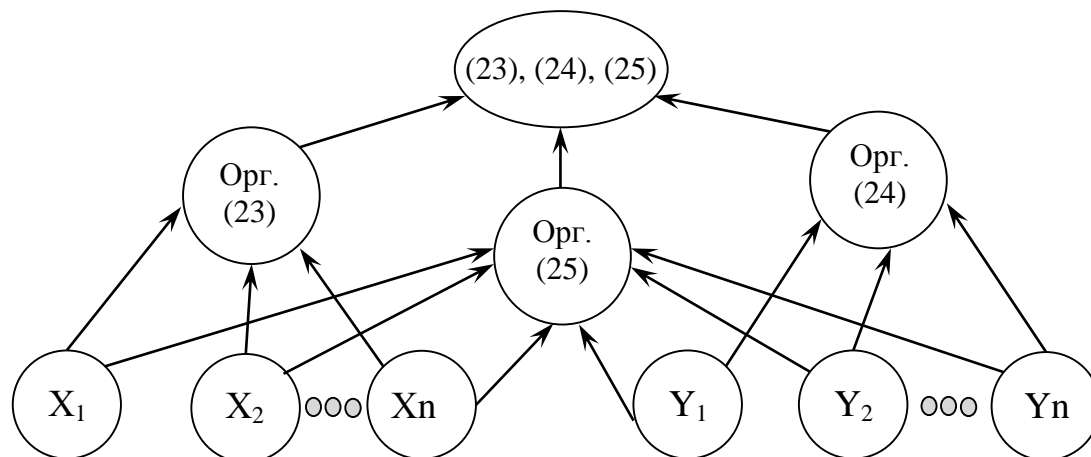 (23), (24), (25)
Орг.
(23)
Орг.
(25)
Орг.
(24)
X₁
X₂
Xn
Y₁
Y₂
Yn